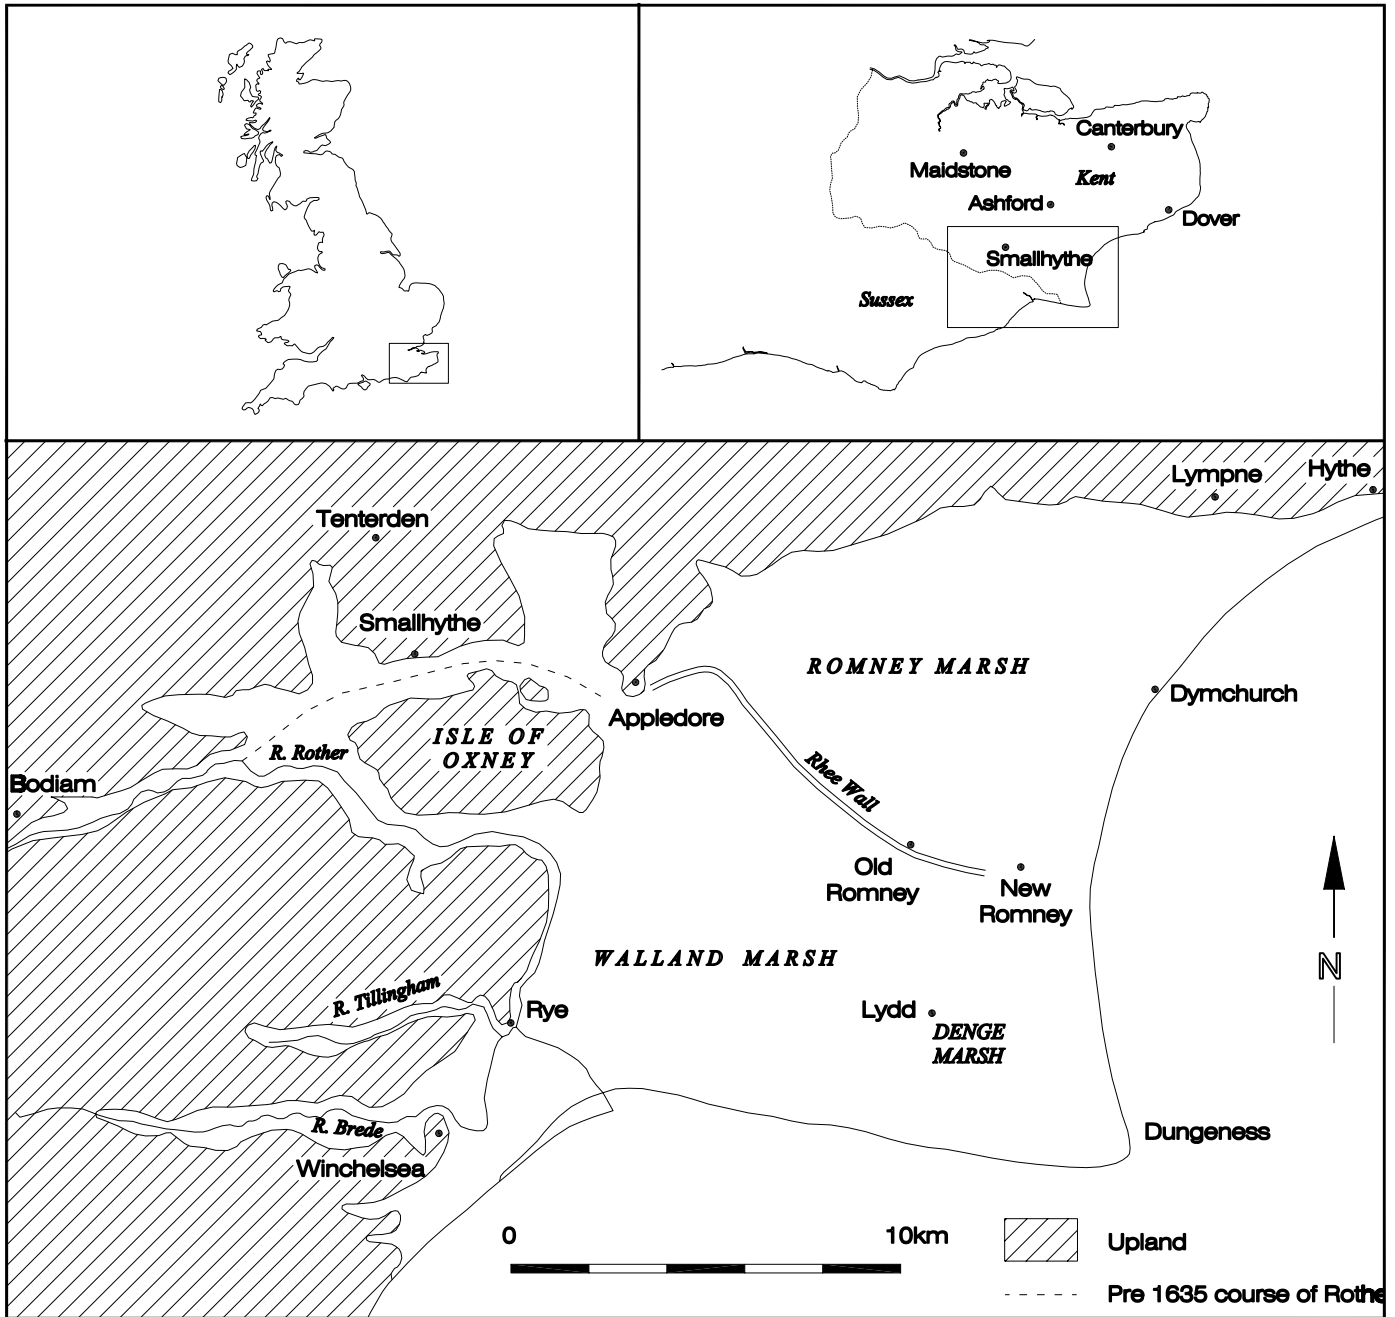 Canterbury
Maidstone
Kent
Ashford
Dover
Smallhythe
Sussex
Lympne
Hythe
Tenterden
Smallhythe
ROMNEY MARSH
Dymchurch
Appledore
ISLE OF
OXNEY
R. Rother
Bodiam
Rhee Wall
Old
Romney
New
Romney
WALLAND MARSH
N
R. Tillingham
Rye
Lydd
DENGE
MARSH
R. Brede
Dungeness
Winchelsea
0
10km
Upland
Pre 1635 course of Rothe